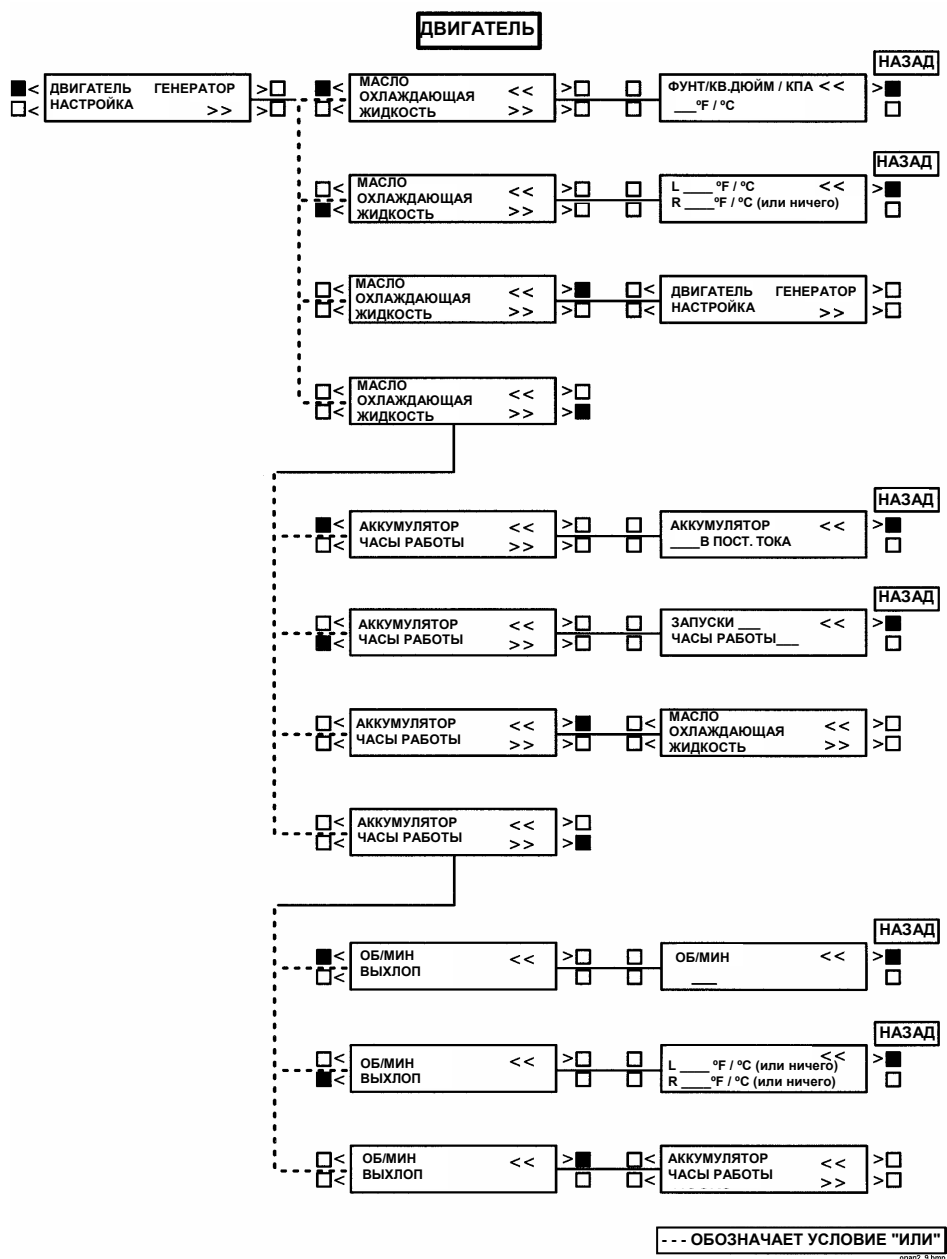 ДВИГАТЕЛЬ
НАЗАД
< ДВИГАТЕЛЬ ГЕНЕРАТОР >
< НАСТРОЙКА >> >
< МАСЛО << >
ОХЛАЖДАЮЩАЯ
< ЖИДКОСТЬ >> >
ФУНТ/КВ.ДЮЙМ / КПА << >
___ºF / ºC
НАЗАД
< МАСЛО << >
ОХЛАЖДАЮЩАЯ
< ЖИДКОСТЬ >> >
L ____ ºF / ºC << >
R ____ºF / ºC (или ничего)
< МАСЛО << >
ОХЛАЖДАЮЩАЯ
< ЖИДКОСТЬ >> >
< ДВИГАТЕЛЬ ГЕНЕРАТОР >
< НАСТРОЙКА >> >
< МАСЛО << >
ОХЛАЖДАЮЩАЯ
< ЖИДКОСТЬ >> >
НАЗАД
< АККУМУЛЯТОР << >
< ЧАСЫ РАБОТЫ >> >
АККУМУЛЯТОР << >
____В ПОСТ. ТОКА
НАЗАД
< АККУМУЛЯТОР << >
< ЧАСЫ РАБОТЫ >> >
ЗАПУСКИ ___ << >
ЧАСЫ РАБОТЫ___
< АККУМУЛЯТОР << >
< ЧАСЫ РАБОТЫ >> >
< МАСЛО << >
ОХЛАЖДАЮЩАЯ
< ЖИДКОСТЬ >> >
< АККУМУЛЯТОР << >
< ЧАСЫ РАБОТЫ >> >
НАЗАД
< ОБ/МИН << >
< ВЫХЛОП >
ОБ/МИН << >
___
НАЗАД
< ОБ/МИН << >
< ВЫХЛОП >
L ____ ºF / ºC (или ничего) << >
R ____ºF / ºC (или ничего)
< ОБ/МИН << >
< ВЫХЛОП
< АККУМУЛЯТОР << >
< ЧАСЫ РАБОТЫ >> >
- - - ОБОЗНАЧАЕТ УСЛОВИЕ "ИЛИ"